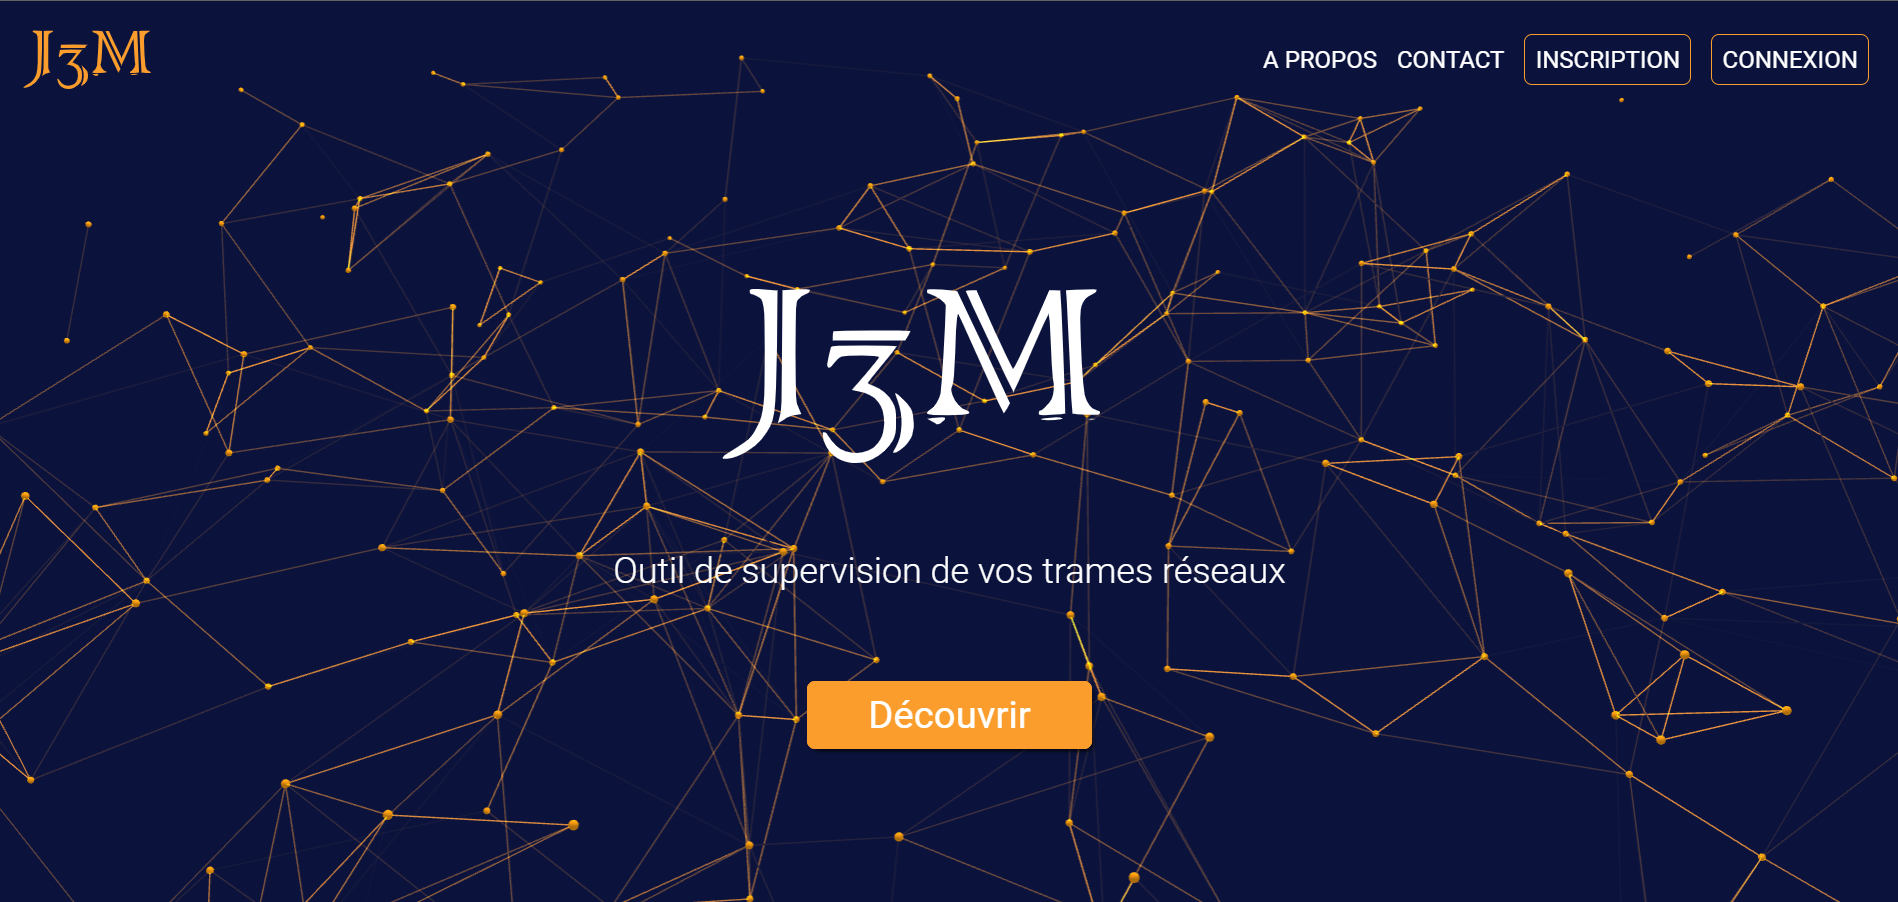 J3M
A PROPOS CONTACT INSCRIPTION CONNEXION
J3M
Outil de supervision de vos trames réseaux
Découvrir